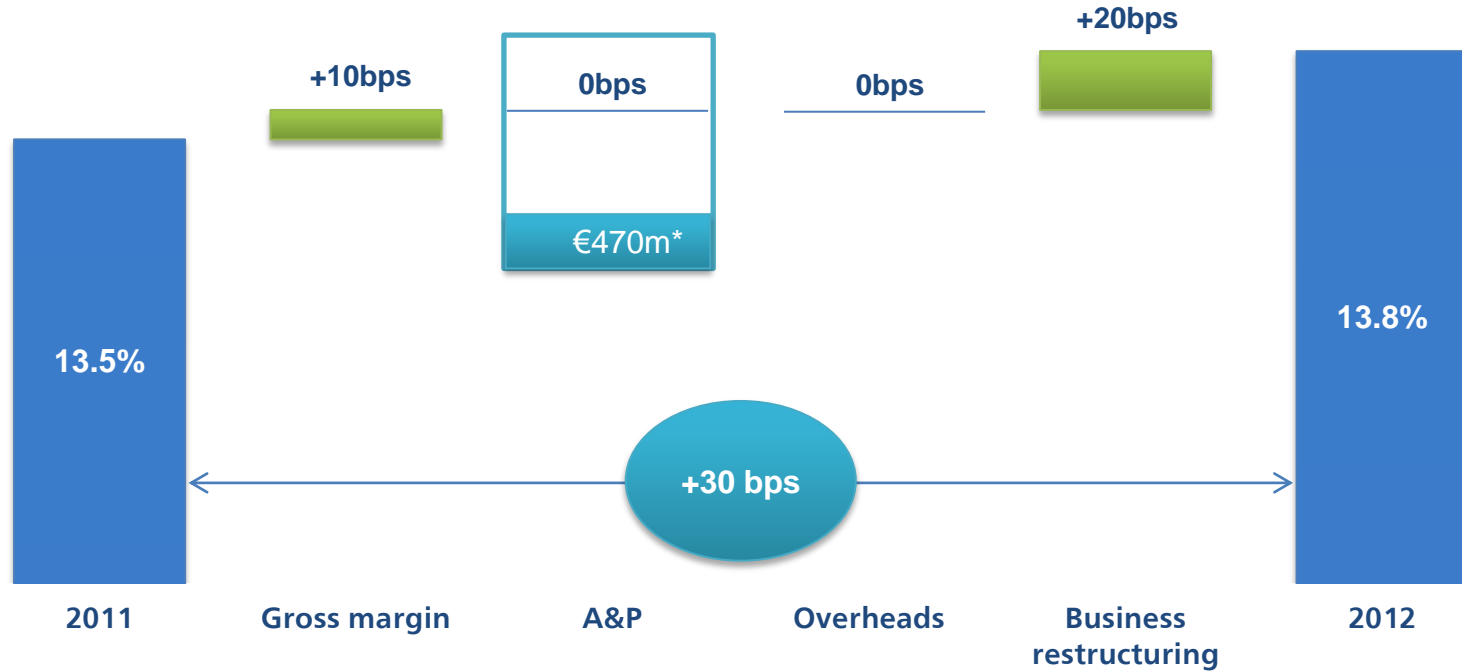 +20bps
+10bps
0bps
0bps
€470m*
13.5%
13.8%
+30 bps
2011
Gross margin
A&P
Overheads
Business
restructuring
2012